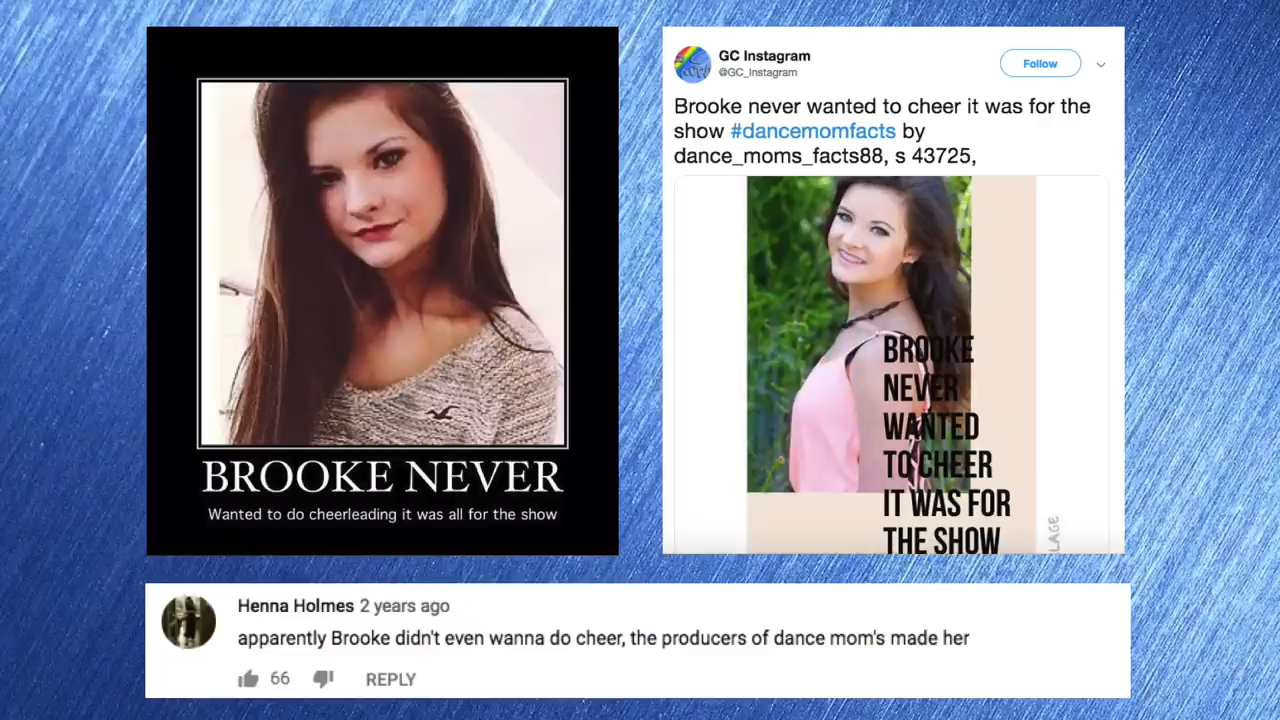 BROOKE NEVER
Wanted to do cheerleading it was all for the show
GC Instagram
@GC_Instagram
Follow
Brooke never wanted to cheer it was for the
show #dancemomfacts by
dance_moms_facts88, s 43725,
BROOKE
NEVER
WANTED
TO CHEER
IT WAS FOR
THE SHOW
LAGE
Henna Holmes 2 years ago
apparently Brooke didn't even wanna do cheer, the producers of dance mom's made her
66
REPLY